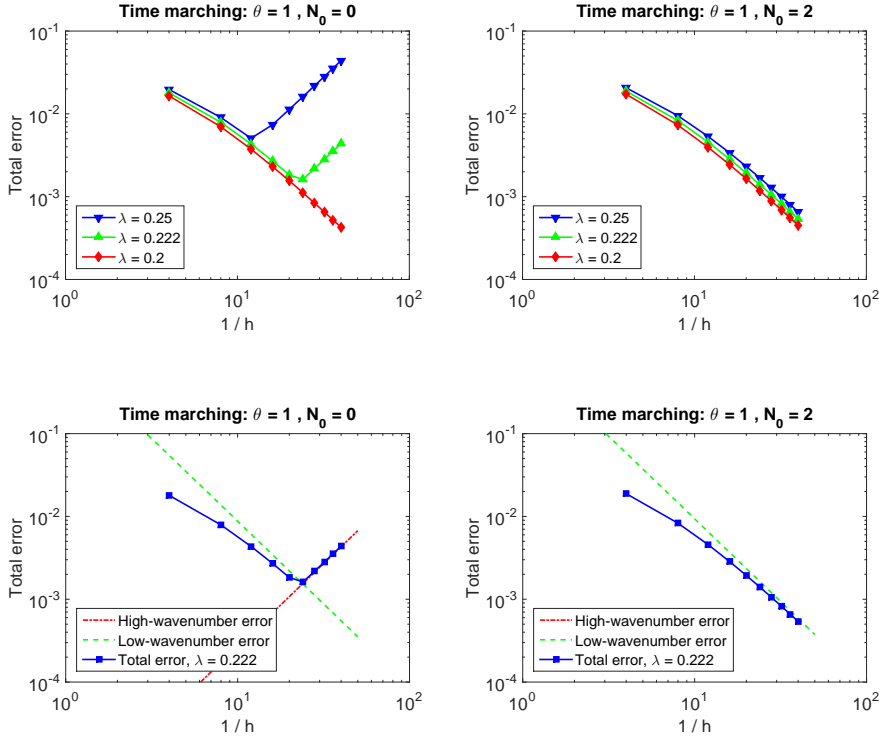 Time marching: θ = 1 , N₀ = 0
10⁻¹
10⁻²
10⁻³
10⁻⁴
Total error
λ = 0.25
λ = 0.222
λ = 0.2
10⁰
10¹
10²
1 / h
Time marching: θ = 1 , N₀ = 2
10⁻¹
10⁻²
10⁻³
10⁻⁴
Total error
λ = 0.25
λ = 0.222
λ = 0.2
10⁰
10¹
10²
1 / h
Time marching: θ = 1 , N₀ = 0
10⁻¹
10⁻²
10⁻³
10⁻⁴
Total error
High-wavenumber error
Low-wavenumber error
Total error, λ = 0.222
10⁰
10¹
10²
1 / h
Time marching: θ = 1 , N₀ = 2
10⁻¹
10⁻²
10⁻³
10⁻⁴
Total error
High-wavenumber error
Low-wavenumber error
Total error, λ = 0.222
10⁰
10¹
10²
1 / h